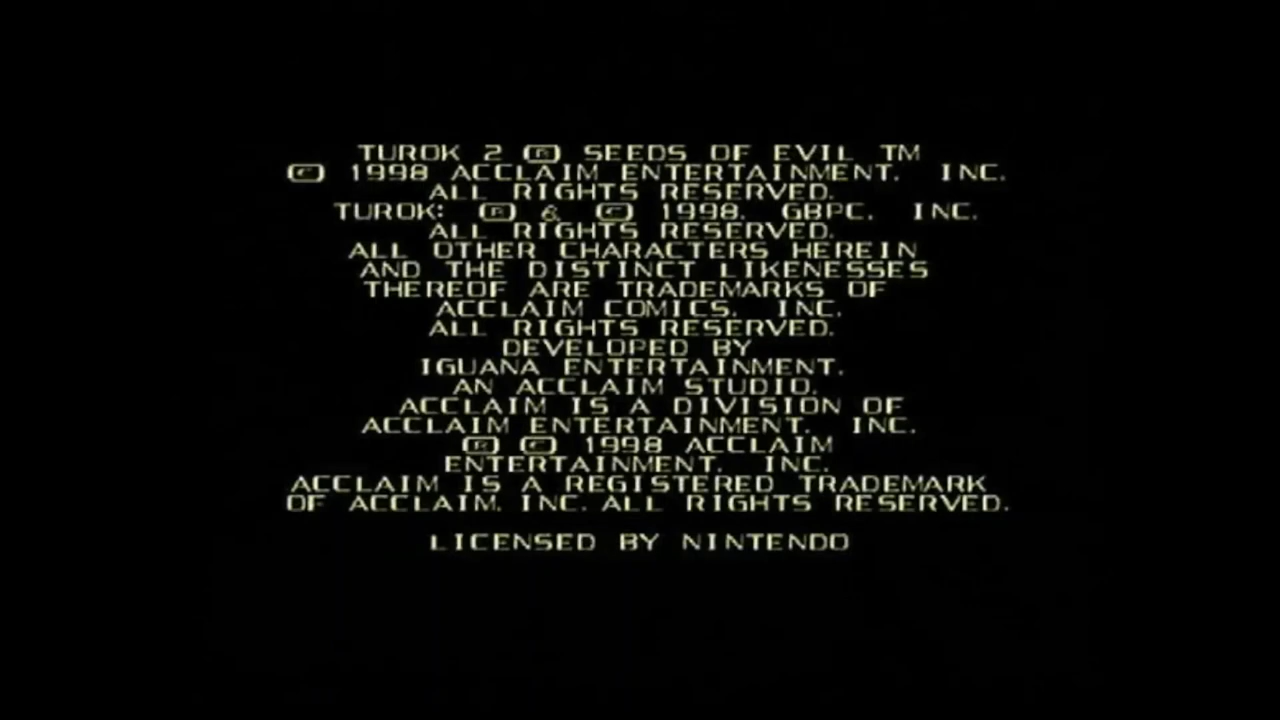 TUROK 2 ® SEEDS OF EVIL TM
© 1998 ACCLAIM ENTERTAINMENT, INC.
ALL RIGHTS RESERVED.
TUROK: ® & © 1998, GBPC, INC.
ALL RIGHTS RESERVED.
ALL OTHER CHARACTERS HEREIN
AND THE DISTINCT LIKENESSES
THEREOF ARE TRADEMARKS OF
ACCLAIM COMICS, INC.
ALL RIGHTS RESERVED.
DEVELOPED BY
IGUANA ENTERTAINMENT,
AN ACCLAIM STUDIO.
ACCLAIM IS A DIVISION OF
ACCLAIM ENTERTAINMENT, INC.
® © 1998 ACCLAIM
ENTERTAINMENT, INC.
ACCLAIM IS A REGISTERED TRADEMARK
OF ACCLAIM, INC. ALL RIGHTS RESERVED.
LICENSED BY NINTENDO